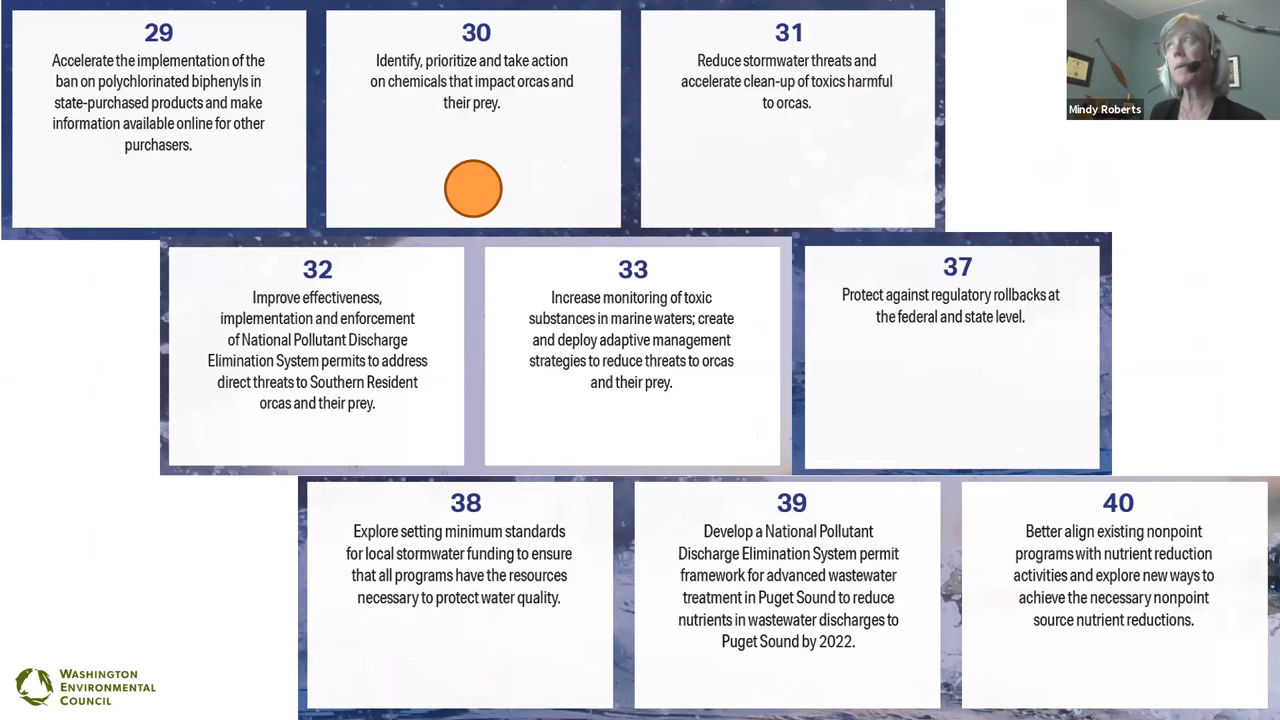 29
Accelerate the implementation of the
ban on polychlorinated biphenyls in
state-purchased products and make
information available online for other
purchasers.
30
Identify, prioritize and take action
on chemicals that impact orcas and
their prey.
31
Reduce stormwater threats and
accelerate clean-up of toxics harmful
to orcas.
Mindy Roberts
32
Improve effectiveness,
implementation and enforcement
of National Pollutant Discharge
Elimination System permits to address
direct threats to Southern Resident
orcas and their prey.
33
Increase monitoring of toxic
substances in marine waters; create
and deploy adaptive management
strategies to reduce threats to orcas
and their prey.
37
Protect against regulatory rollbacks at
the federal and state level.
38
Explore setting minimum standards
for local stormwater funding to ensure
that all programs have the resources
necessary to protect water quality.
39
Develop a National Pollutant
Discharge Elimination System permit
framework for advanced wastewater
treatment in Puget Sound to reduce
nutrients in wastewater discharges to
Puget Sound by 2022.
40
Better align existing nonpoint
programs with nutrient reduction
activities and explore new ways to
achieve the necessary nonpoint
source nutrient reductions.
WASHINGTON
ENVIRONMENTAL
COUNCIL